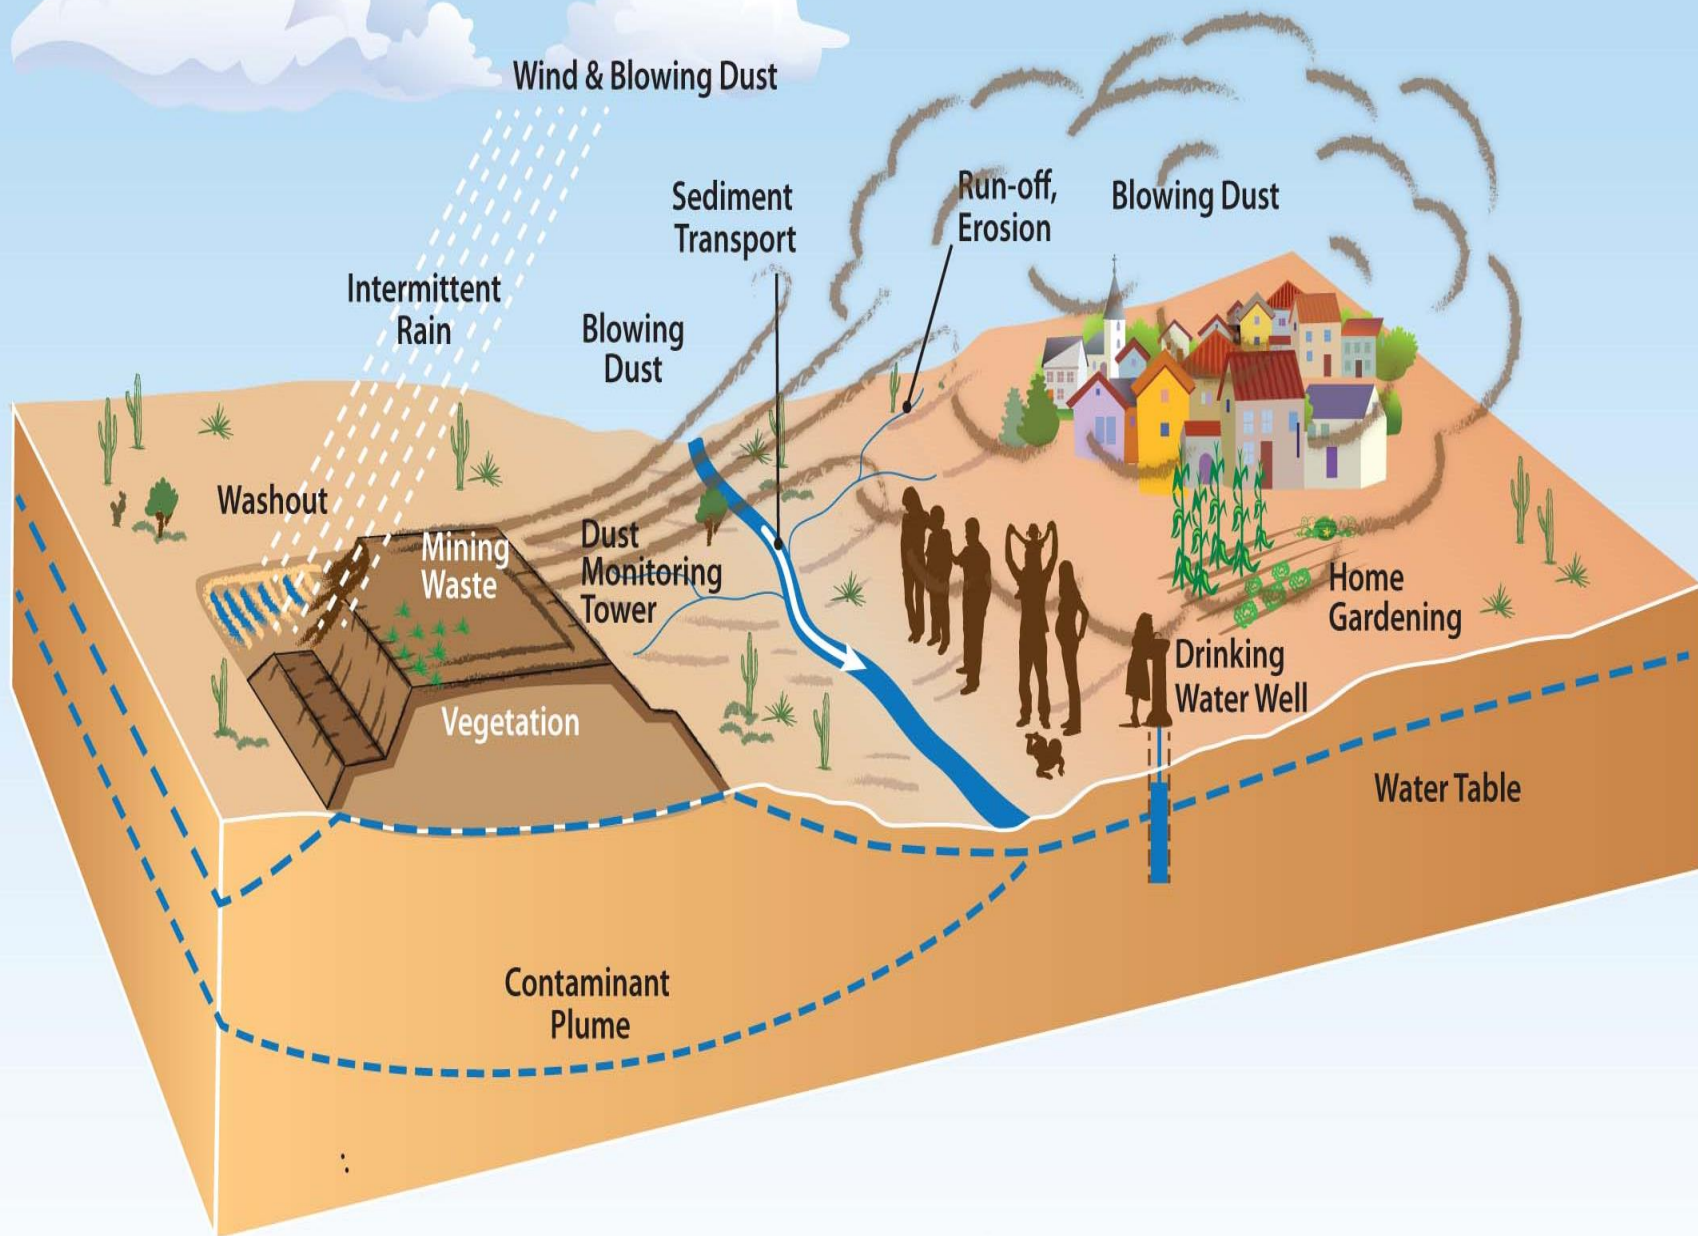 Wind & Blowing Dust
Sediment
Transport
Run-off,
Erosion
Blowing Dust
Intermittent
Rain
Blowing
Dust
Washout
Mining
Waste
Dust
Monitoring
Tower
Home
Gardening
Drinking
Water Well
Vegetation
Water Table
Contaminant
Plume